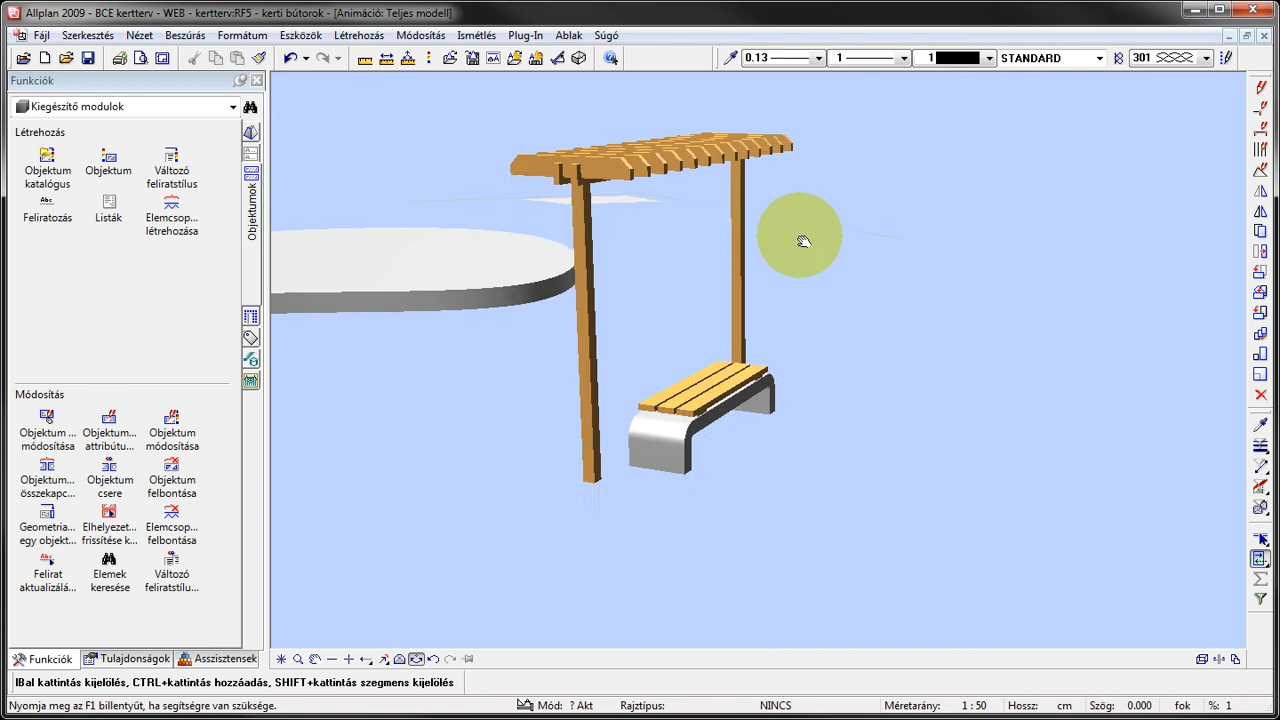 Allplan 2009 - BCE kertterv - WEB - kertterv:RF5 - kerti bútorok - [Animáció: Teljes modell]
Fájl Szerkesztés Nézet Beszúrás Formátum Eszközök Létrehozás Módosítás Ismétlés Plug-In Ablak Súgó
0.13 1 1 STANDARD 301
Funkciók
Kiegészítő modulok
Létrehozás
Objektum katalógus
Objektum
Változó feliratstílus
Feliratozás
Listák
Elemcsop... létrehozása
Objektumok
Módosítás
Objektum ... módosítása
Objektum... attribútu...
Objektum módosítása
Objektum... összekapc...
Objektum csere
Objektum felbontása
Geometria... egy objekt...
Elhelyezet... frissítése k...
Elemcsop... felbontása
Felirat aktualizálá...
Elemek keresése
Változó feliratstílu...
Funkciók Tulajdonságok Asszisztensek
IBal kattintás kijelölés, CTRL+kattintás hozzáadás, SHIFT+kattintás szegmens kijelölés
Nyomja meg az F1 billentyűt, ha segítségre van szüksége. Mód: ? Akt Rajztípus: NINCS Méretarány: 1 : 50 Hossz: cm Szög: 0.000 fok %: 1